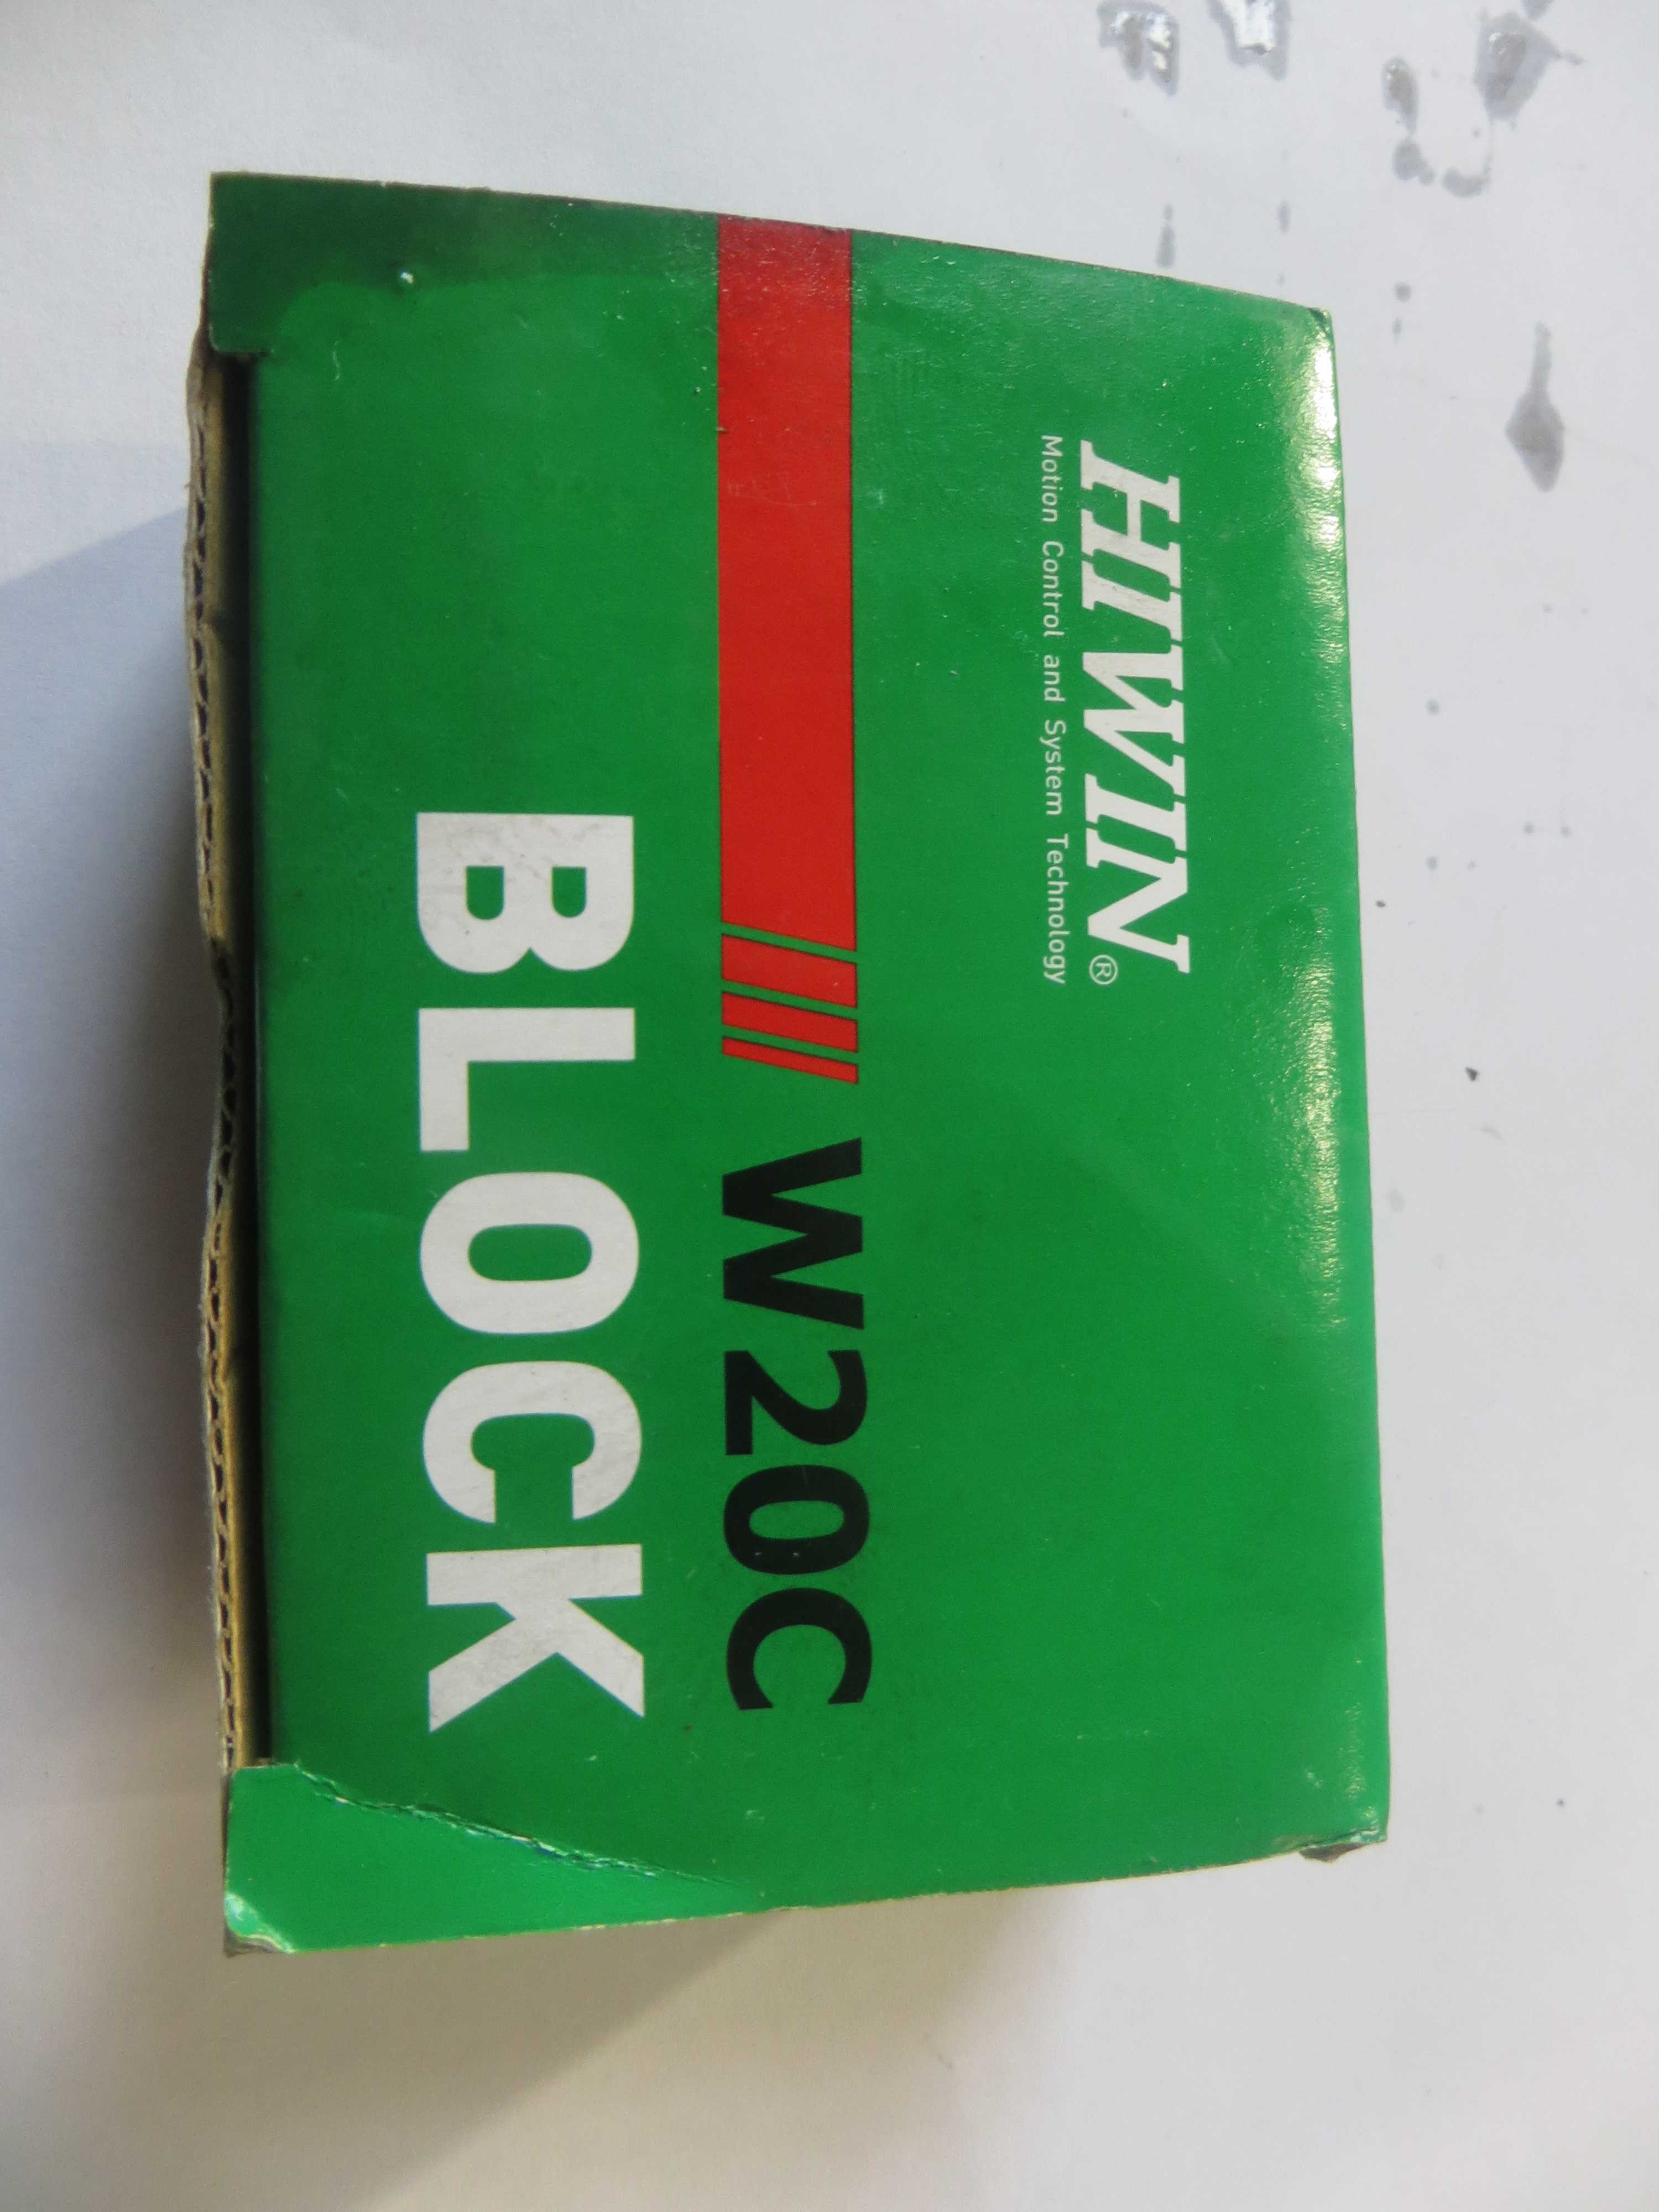 HIWIN®
Motion Control and System Technology
W20C
BLOCK